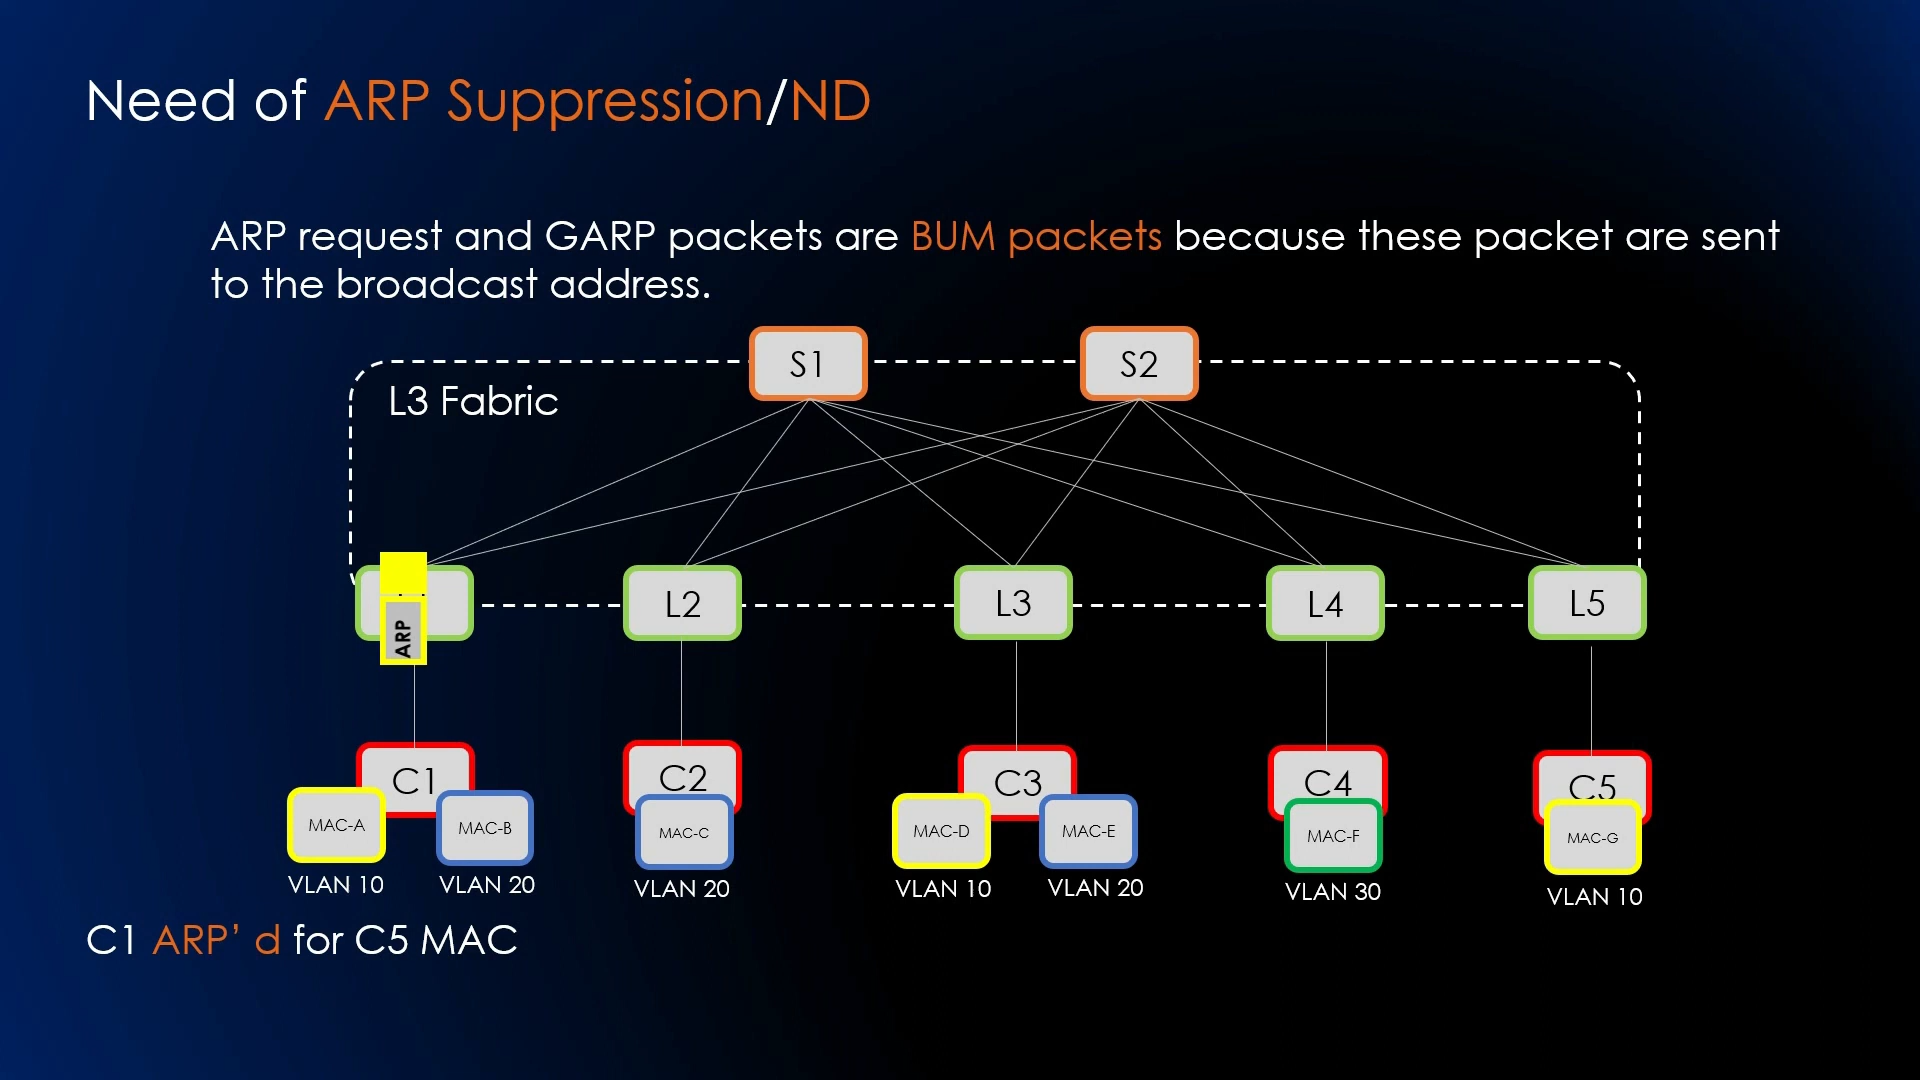 Need of ARP Suppression/ND
ARP request and GARP packets are BUM packets because these packet are sent
to the broadcast address.
S1
S2
L3 Fabric
ARP
L2
L3
L4
L5
C1
C2
C3
C4
C5
MAC-A
MAC-B
MAC-C
MAC-D
MAC-E
MAC-F
MAC-G
VLAN 10
VLAN 20
VLAN 20
VLAN 10
VLAN 20
VLAN 30
VLAN 10
C1 ARP’ d for C5 MAC